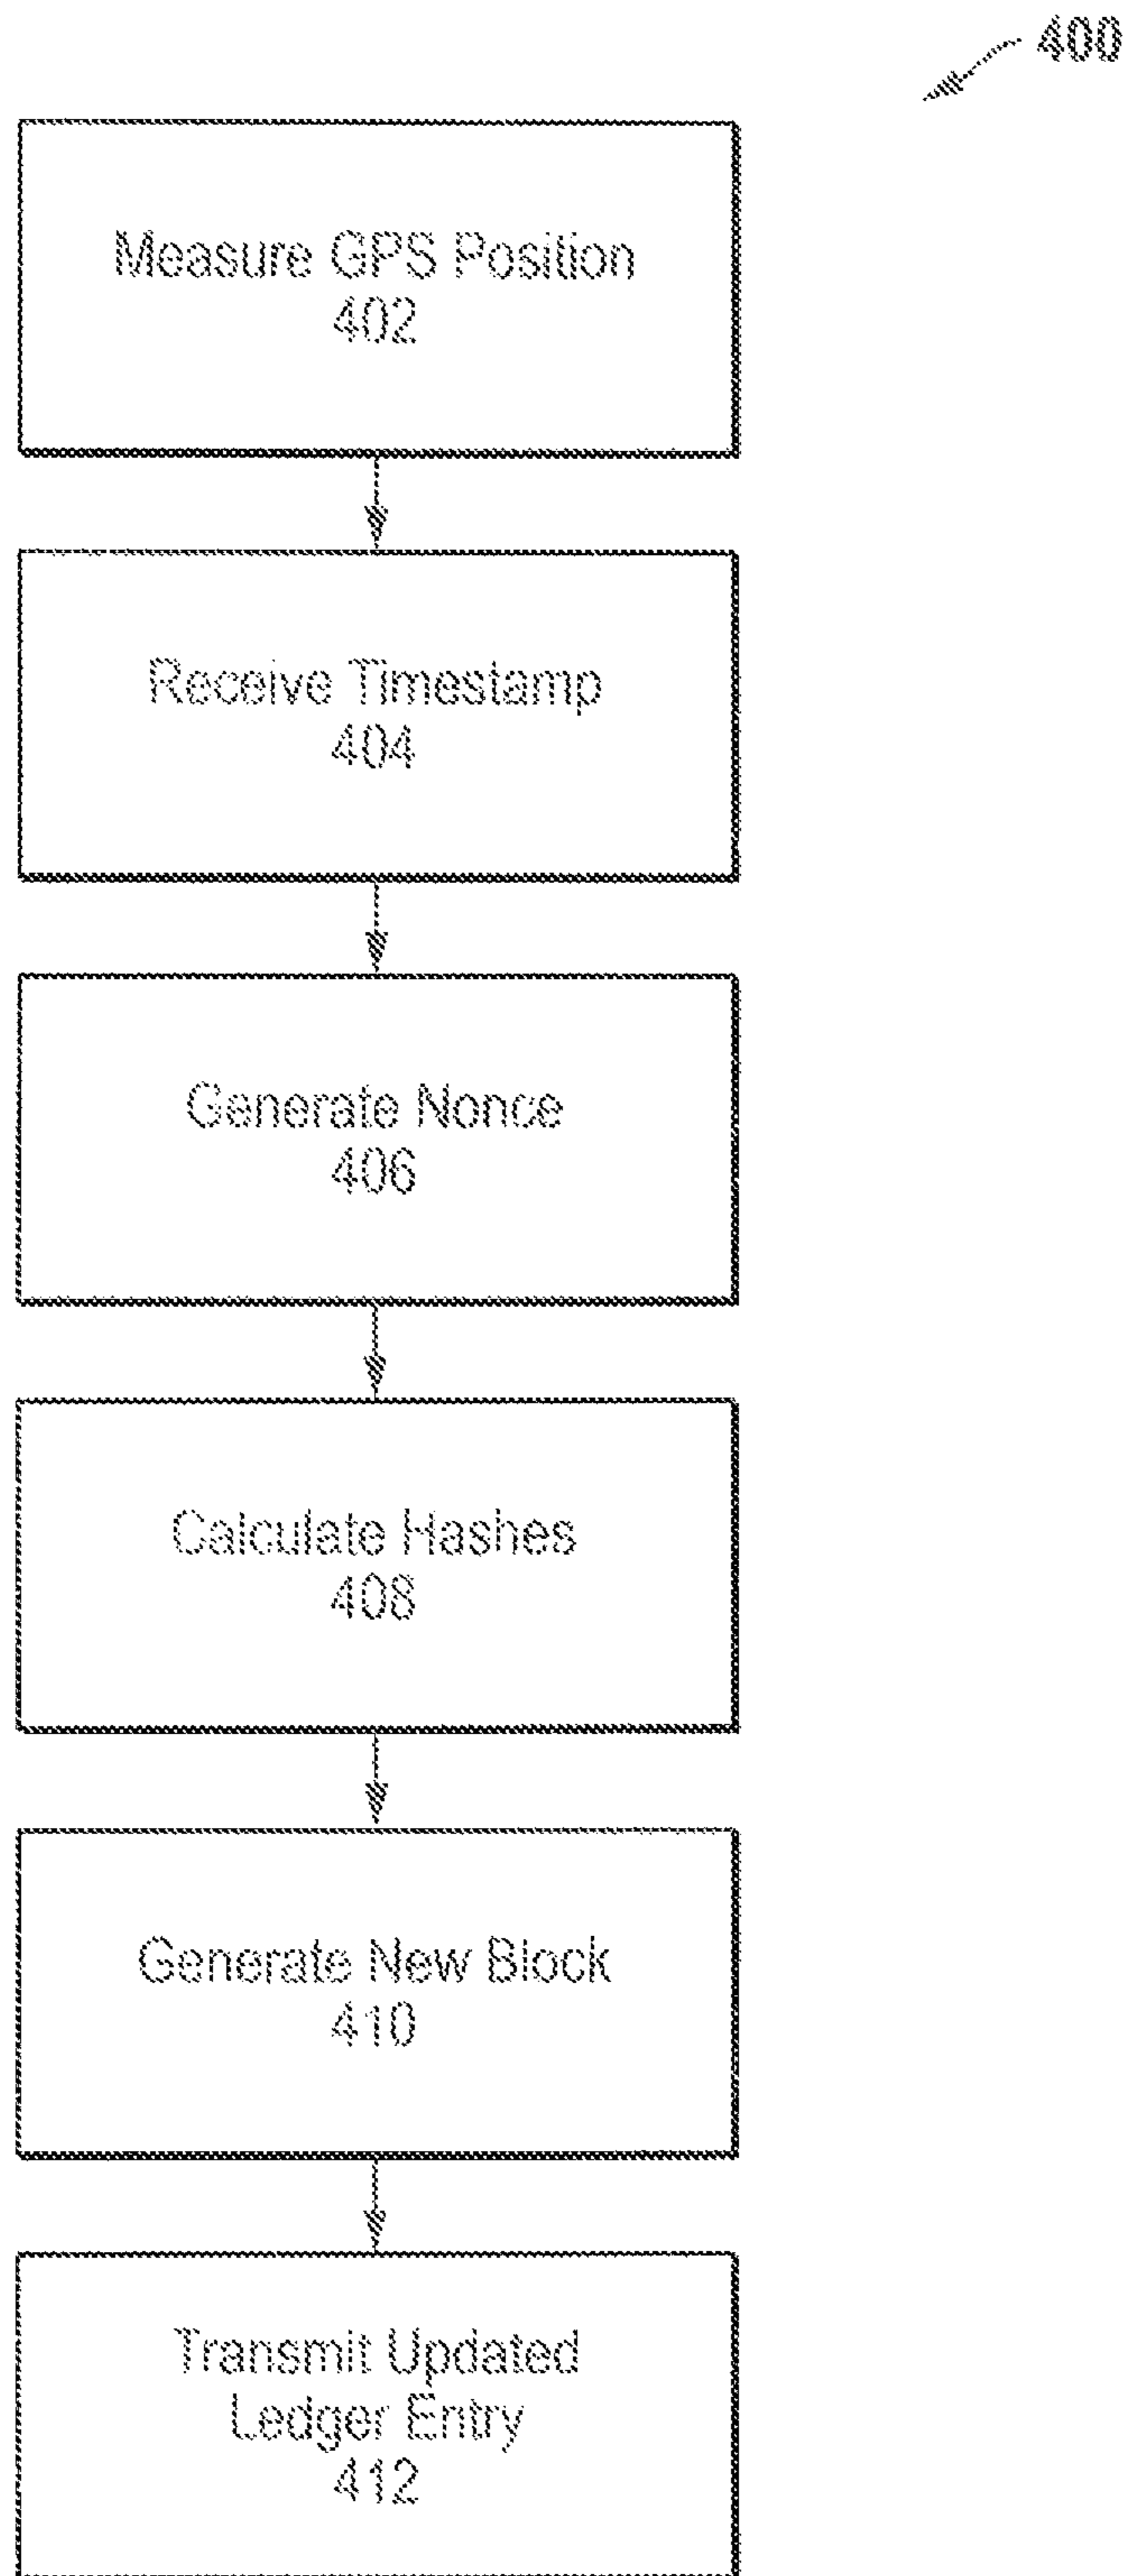 400
Measure GPS Position
402
Receive Timestamp
404
Generate Nonce
406
Calculate Hashes
408
Generate New Block
410
Transmit Updated
Ledger Entry
412